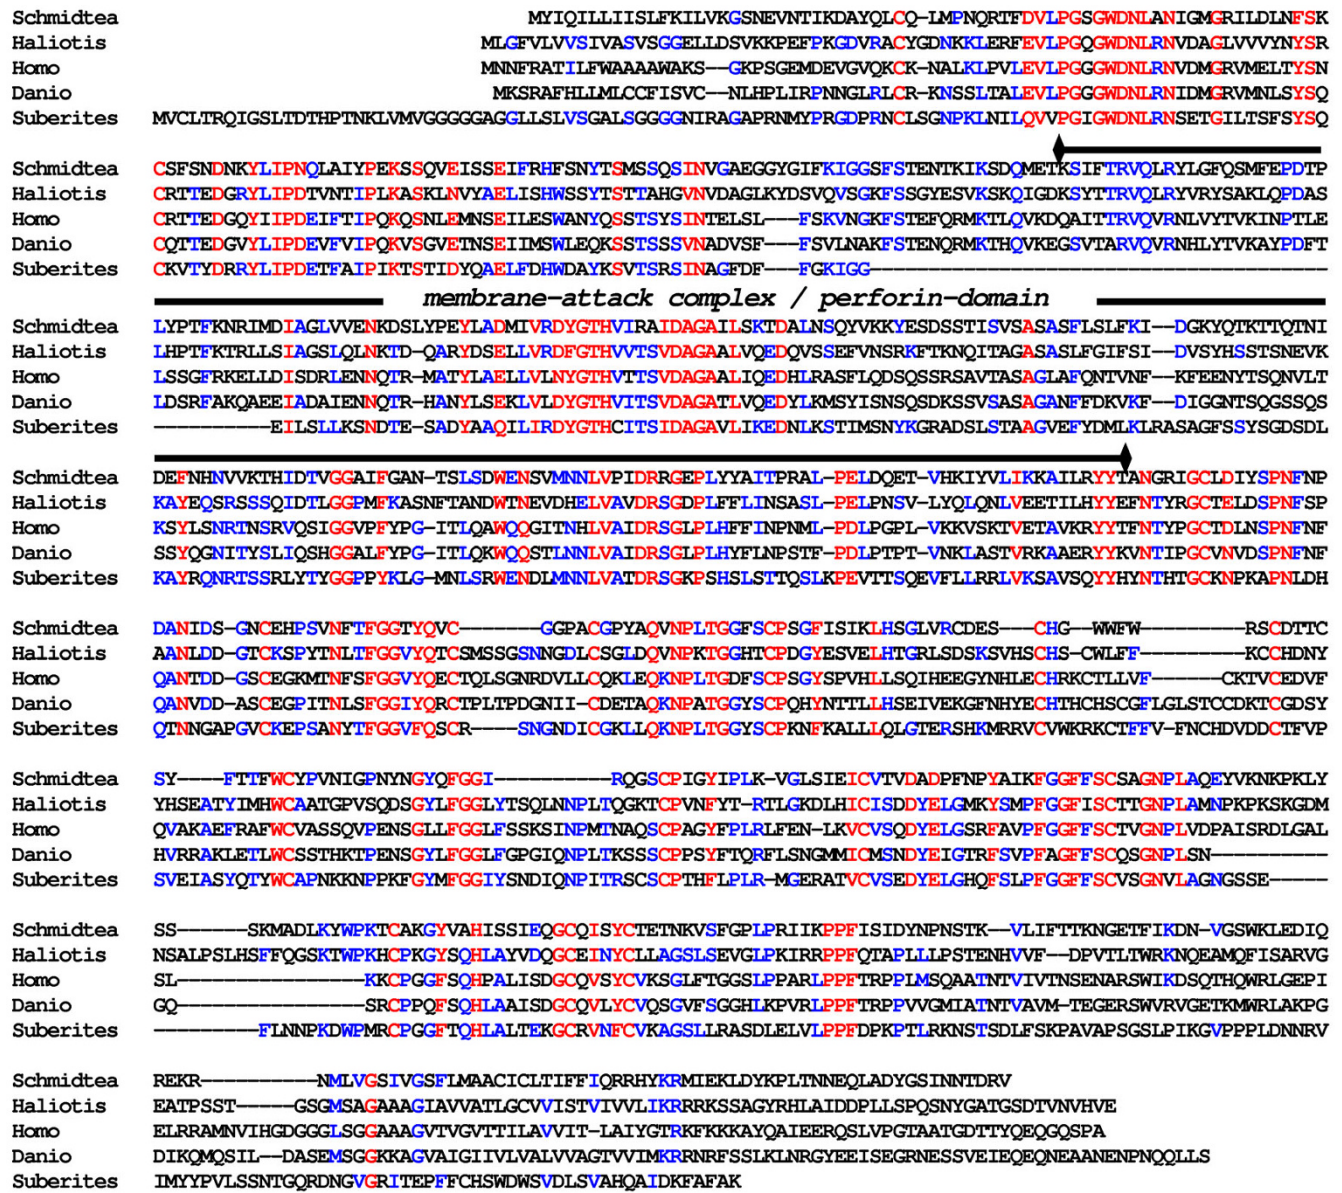 Schmidtea MYIQILLIISLFKILVKGSNEVNTIKDAYQLCQ-LMPNQRTFDVLPGSGWDNLANIGMGRILDLNFSK
Haliotis MLGFVLVVSIVASVSGGELLDSVKKPEFPKGDVRACYGDNKKLERFEVLPGQGWDNLRNVDAGLVVVYNYSR
Homo MNNFRATILFWAAAAWAKS--GKPSGEMDEVGVQKCK-NALKLPVLEVLPGGGWDNLRNVDMGRVMELTYSN
Danio MKSRAFHLLMLCCFISVC--NLHPLIRPNNGLRLCR-KNSSLTALEVLPGGGWDNLRNIDMGRVMNLSYSQ
Suberites MVCLTRQIGSLTDTHPTNKLVMVGGGGGAGGLLSLVSGALSGGGGNIRAGAPRNMYPRGDPRNCLSGNPKLNILQVVPGIGWDNLRNSETGILTSFSYSQ
Schmidtea CSFSNDNKYLIPNQLAIYPEKSSQVEISSEIFRHFSNYTSMSSQSINVGAEGGYGIFKIGGSFSTENTKIKSDQMETKSIFTRVQLRYLGFQSMFEPDTP
Haliotis CRTTEDGRYLIPDTVNTIPLKASKLNVYAELISHWSSYTSTTAHGVNVDAGLKYDSVQVSGKFSSGYESVKSKQIGDKSYTTRVQLRYVRYSAKLQPDAS
Homo CRTTEDGQYIIPDEIFTIPQKQSNLEMNSEILESWANYQSSTSYSINTELSL---FSKVNGKFSTEFQRMKTLQVKDQAITTRVQVRNLVYTVKINPTLE
Danio CQTTEDGVYLIPDEVFVIPQKVSGVETNSEIIMSWLEQKSSTSSSVNADVSF---FSVLNAKFSTENQRMKTHQVKEGSVTARVQVRNHLYTVKAYPDFT
Suberites CKVTYDRRYLIPDETFAIPIKTSTIDYQAELFDHWDAYKSVTSRSINAGFDF---FGKIGG---------------------------------------
membrane-attack complex / perforin-domain
Schmidtea LYPTFKNRIMDIAGLVVENKDSLYPEYLADMIVRDYGTHVIRAIDAGAILSKTDALNSQYVKKYESDSSTISVSASASFLSLFKI--DGKYQTKTTQTNI
Haliotis LHPTFKTRLLSIAGSLQLNKTD-QARYDSELLVRDFGTHVVTSVDAGAALVQEDQVSSEFVNSRKFTKNQITAGASASLFGIFSI--DVSYHSSTSNEVK
Homo LSSGFRKELLDISDRLENNQTR-MATYLAELLVLNYGTHVTTSVDAGAALIQEDHLRASFLQDSQSSRSAVTASAGLAFQNTVNF--KFEENYTSQNVLT
Danio LDSRFAKQAEEIADAIENNQTR-HANYLSEKLVLDYGTHVITSVDAGATLVQEDYLKMSYISNSQSDKSSVSASAGANFFDKVKF--DIGGNTSQGSSQS
Suberites ----------EILSLLKSNDTE-SADYAAQILIRDYGTHCITSIDAGAVLIKEDNLKSTIMSNYKGRADSLSTAAGVEFYDMLKLRASAGFSSYSGDSDL
Schmidtea DEFNHNVVKTHIDTVGGAIFGAN-TSLSDWENSVMNNLVPIDRRGEPLYYAITPRAL-PELDQET-VHKIYVLIKKAILRYYTANGRIGCLDIYSPNFNP
Haliotis KAYEQSRSSSQIDTLGGPMFKASNFTANDWTNEVDHELVAVDRSGDPLFFLINSASL-PELPNSV-LYQLQNLVEETILHYYEFNTYRGCTELDSPNFSP
Homo KSYLSNRTNSRVQSIGGVPFYPG-ITLQAWQQGITNHLVAIDRSGLPLHFFINPNML-PDLPGPL-VKKVSKTVETAVKRYYTFNTYPGCTDLNSPNFNF
Danio SSYQGNITYSLIQSHGGALFYPG-ITLQKWQQSTLNNLVAIDRSGLPLHYFLNPSTF-PDLPTPT-VNKLASTVRKAAERYYKVNTIPGCVNVDSPNFNF
Suberites KAYRQNRTSSRLYTYGGPPYKLG-MNLSRWENDLMNNLVATDRSGKPSHSLSTTQSLKPEVTTSQEVFLLRRLVKSAVSQYYHYNTHTGCKNPKAPNLDH
Schmidtea DANIDS-GNCEHPSVNFTFGGTYQVC-------GGPACGPYAQVNPLTGGFSCPSGFISIKLHSGLVRCDES---CHG--WWFW---------RSCDTTC
Haliotis AANLDD-GTCKSPYTNLTFGGVYQTCSMSSGSNNGDLCSGLDQVNPKTGGHTCPDGYESVELHTGRLSDSKSVHSCHS-CWLFF---------KCCHDNY
Homo QANTDD-GSCEGKMTNFSFGGVYQECTQLSGNRDVLLCQKLEQKNPLTGDFSCPSGYSPVHLLSQIHEEGYNHLECHRKCTLLVF------CKTVCEDVF
Danio QANVDD-ASCEGPITNLSFGGIYQRCTPLTPDGNII-CDETAQKNPATGGYSCPQHYNTTLLHSEIVEKGFNHYECHTHCHSCGFLGLSTCCDKTCGDSY
Suberites QTNNGAPGVCKEPSANYTFGGVFQSCR----SNGNDICGKLLQKNPLTGGYSCPKNFKALLLQLGTERSHKMRRVCVWKRKCTFFV-FNCHDVDDCTFVP
Schmidtea SY----FTTFWCYPVNIGPNYNGYQFGGI----------RQGSCPIGYIPLK-VGLSIEICVTVDADPFNPYAIKFGGFFSCSAGNPLAQEYVKNKPKLY
Haliotis YHSEATYIMHWCAATGPVSQDSGYLFGGLYTSQLNNPLTQGKTCPVNFYT-RTLGKDLHICISDDYELGMKYSMPFGGFISCTTGNPLAMNPKPKSKGDM
Homo QVAKAEFRAFWCVASSQVPENSGLLFGGLFSSKSINPMTNAQSCPAGYFPLRLFEN-LKVCVSQDYELGSRFAVPFGGFFSCTVGNPLVDPAISRDLGAL
Danio HVRRAKLETLWCSSTHKTPENSGYLFGGLFGPGIQNPLTKSSSCPPSYFTQRFLSNGMMICMSNDYEIGTRFSVPFAGFFSCQSGNPLSN----------
Suberites SVEIASYQTYWCAPNKKNPPKFGYMFGGIYSNDIQNPITRSCSCPTHFLPLR-MGERATVCVSEDYELGHQFSLPFGGFFSCVSGNVLAGNGSSE-----
Schmidtea SS------SKMADLKYWPKTCAKGYVAHISSIEQGCQISYCTETNKVSFGPLPRIIKPPFISIDYNPNSTK--VLIFTTKNGETFIKDN-VGSWKLEDIQ
Haliotis NSALPSLHSFFQGSKTWPKHCPKGYSQHLAYVDQGCEINYCLLAGSLSEVGLPKIRRPPFQTAPLLLPSTENHVVF--DPVTLTWRKNQEAMQFISARVG
Homo SL----------------KKCPGGFSQHPALISDGCQVSYCVKSGLFTGGSLPPARLPPFTRPPLMSQAATNTVIVTNSENARSWIKDSQTHQWRLGEPI
Danio GQ----------------SRCPPQFSQHLAAISDGCQVLYCVQSGVFSGGHLKPVRLPPFTRPPVVGMIATNTVAVM-TEGERSWVRVGETKMWRLAKPG
Suberites ---------FLNNPKDWPMRCPGGFTQHLALTEKGCRVNFCVKAGSLLRASDLELVLPPFDPKPTLRKNSTSDLFSKPAVAPSGSLPIKGVPPPLDNNRV
Schmidtea REKR----------NMLVGSIVGSFLMAACICLTIFFIQRRHYKRMIEKLDYKPLTNNEQLADYGSINNTDRV
Haliotis EATPSST-----GSGMSAGAAAGIAVVATLGCVVISTVIVVLIKRRRKSSAGYRHLAIDDPLLSPQSNYGATGSDTVNVHVE
Homo ELRRAMNVIHGDGGGLSGGAAAGVTVGVTTILAVVIT-LAIYGTRKFKKKAYQAIEERQSLVPGTAATGDTTYQEQGQSPA
Danio DIKQMQSIL--DASEMSGGKKAGVAIGIIVLVALVVAGTVVIMKRRNRFSSLKLNRGYEEISEGRNESSVEIEQEQNEAANENPNQQLLS
Suberites IMYYPVLSSNTGQRDNGVGRITEPFFCHSWDWSVDLSVAHQAIDKFAFAK